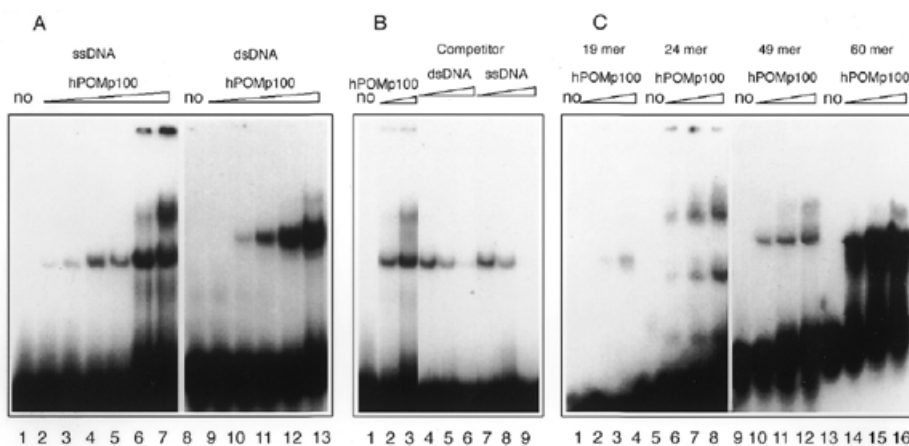 A
ssDNA
dsDNA
hPOMp100
hPOMp100
no
no
1 2 3 4 5 6 7 8 9 10 11 12 13
B
Competitor
hPOMp100
dsDNA
ssDNA
no
1 2 3 4 5 6 7 8 9
C
19 mer
24 mer
49 mer
60 mer
hPOMp100
hPOMp100
hPOMp100
hPOMp100
no
no
no
no
1 2 3 4 5 6 7 8 9 10 11 12 13 14 15 16